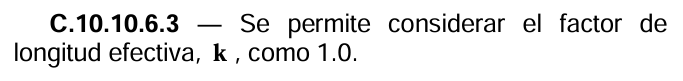 C.10.10.6.3 — Se permite considerar el factor de
longitud efectiva, k , como 1.0.